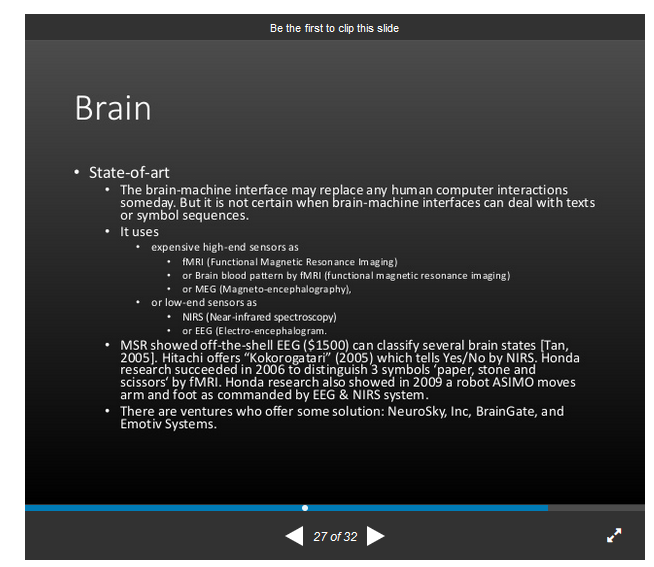 Be the first to clip this slide
Brain
• State-of-art
• The brain-machine interface may replace any human computer interactions
someday. But it is not certain when brain-machine interfaces can deal with texts
or symbol sequences.
• It uses
• expensive high-end sensors as
• fMRI (Functional Magnetic Resonance Imaging)
• or Brain blood pattern by fMRI (functional magnetic resonance imaging)
• or MEG (Magneto-encephalography),
• or low-end sensors as
• NIRS (Near-infrared spectroscopy)
• or EEG (Electro-encephalogram.
• MSR showed off-the-shell EEG ($1500) can classify several brain states [Tan,
2005]. Hitachi offers “Kokorogatari” (2005) which tells Yes/No by NIRS. Honda
research succeeded in 2006 to distinguish 3 symbols ‘paper, stone and
scissors’ by fMRI. Honda research also showed in 2009 a robot ASIMO moves
arm and foot as commanded by EEG & NIRS system.
• There are ventures who offer some solution: NeuroSky, Inc, BrainGate, and
Emotiv Systems.
27 of 32